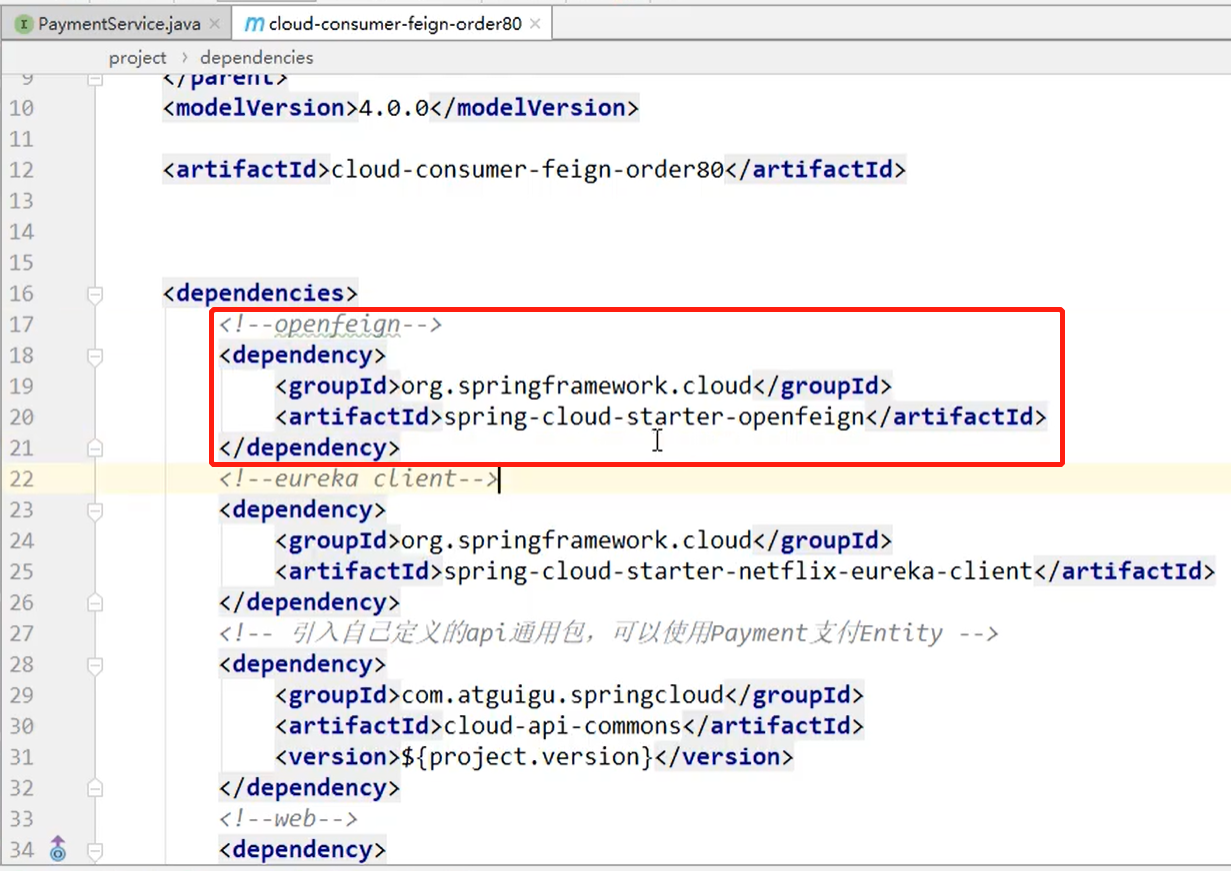 PaymentService.java
cloud-consumer-feign-order80
project › dependencies
9 </parent>
10 <modelVersion>4.0.0</modelVersion>
11
12 <artifactId>cloud-consumer-feign-order80</artifactId>
13
14
15
16 <dependencies>
17 <!--openfeign-->
18 <dependency>
19 <groupId>org.springframework.cloud</groupId>
20 <artifactId>spring-cloud-starter-openfeign</artifactId>
21 </dependency>
22 <!--eureka client-->
23 <dependency>
24 <groupId>org.springframework.cloud</groupId>
25 <artifactId>spring-cloud-starter-netflix-eureka-client</artifactId>
26 </dependency>
27 <!-- 引入自己定义的api通用包，可以使用Payment支付Entity -->
28 <dependency>
29 <groupId>com.atguigu.springcloud</groupId>
30 <artifactId>cloud-api-commons</artifactId>
31 <version>${project.version}</version>
32 </dependency>
33 <!--web-->
34 <dependency>